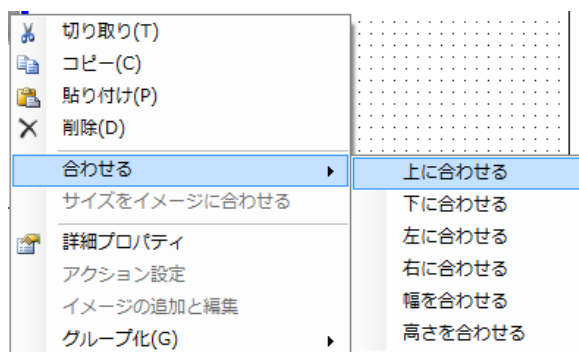 切り取り(T)
コピー(C)
貼り付け(P)
削除(D)
合わせる
サイズをイメージに合わせる
詳細プロパティ
アクション設定
イメージの追加と編集
グループ化(G)
上に合わせる
下に合わせる
左に合わせる
右に合わせる
幅を合わせる
高さを合わせる